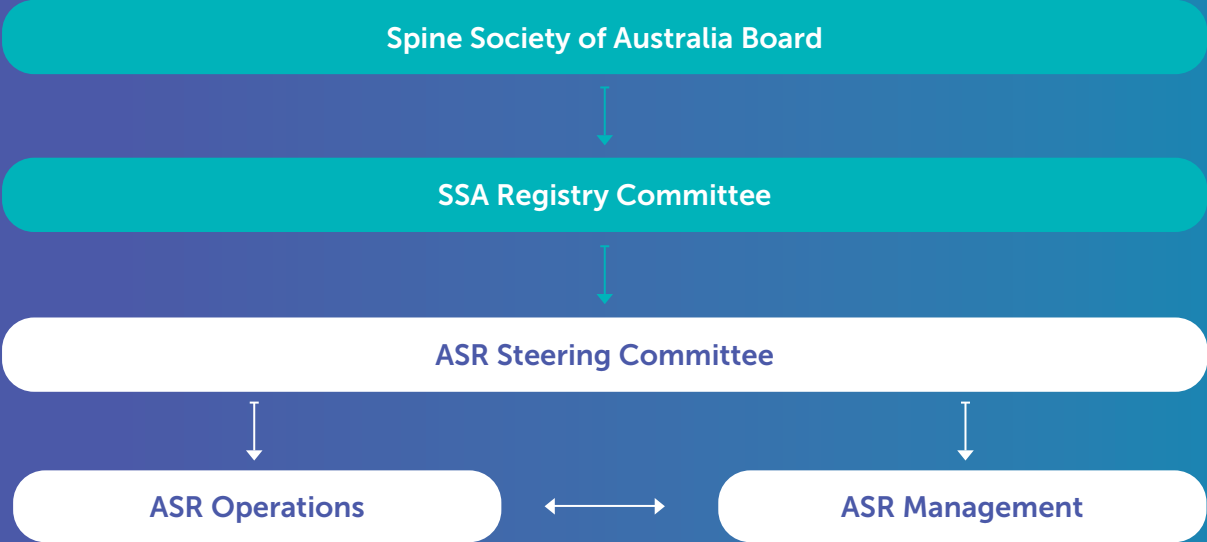 Spine Society of Australia Board
SSA Registry Committee
ASR Steering Committee
ASR Operations
ASR Management